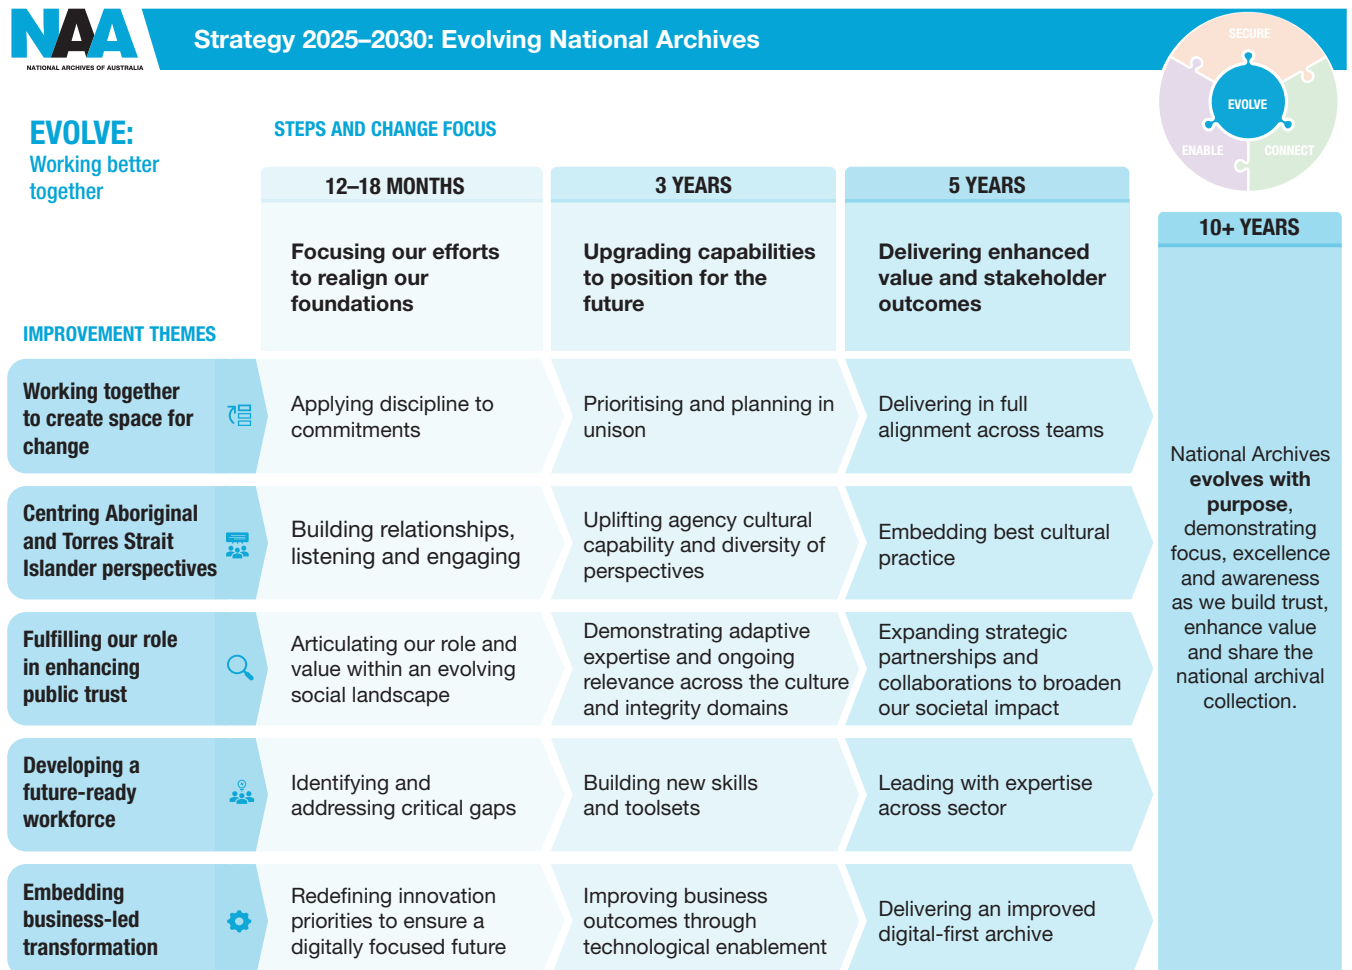 NAA
NATIONAL ARCHIVES OF AUSTRALIA
Strategy 2025–2030: Evolving National Archives
SECURE
EVOLVE
ENABLE
CONNECT
EVOLVE:
Working better
together
STEPS AND CHANGE FOCUS
12–18 MONTHS
3 YEARS
5 YEARS
10+ YEARS
Focusing our efforts
to realign our
foundations
Upgrading capabilities
to position for the
future
Delivering enhanced
value and stakeholder
outcomes
IMPROVEMENT THEMES
Working together
to create space for
change
Applying discipline to
commitments
Prioritising and planning in
unison
Delivering in full
alignment across teams
Centring Aboriginal
and Torres Strait
Islander perspectives
Building relationships,
listening and engaging
Uplifting agency cultural
capability and diversity of
perspectives
Embedding best cultural
practice
Fulfilling our role
in enhancing
public trust
Articulating our role and
value within an evolving
social landscape
Demonstrating adaptive
expertise and ongoing
relevance across the culture
and integrity domains
Expanding strategic
partnerships and
collaborations to broaden
our societal impact
Developing a
future-ready
workforce
Identifying and
addressing critical gaps
Building new skills
and toolsets
Leading with expertise
across sector
Embedding
business-led
transformation
Redefining innovation
priorities to ensure a
digitally focused future
Improving business
outcomes through
technological enablement
Delivering an improved
digital-first archive
National Archives
evolves with
purpose,
demonstrating
focus, excellence
and awareness
as we build trust,
enhance value
and share the
national archival
collection.